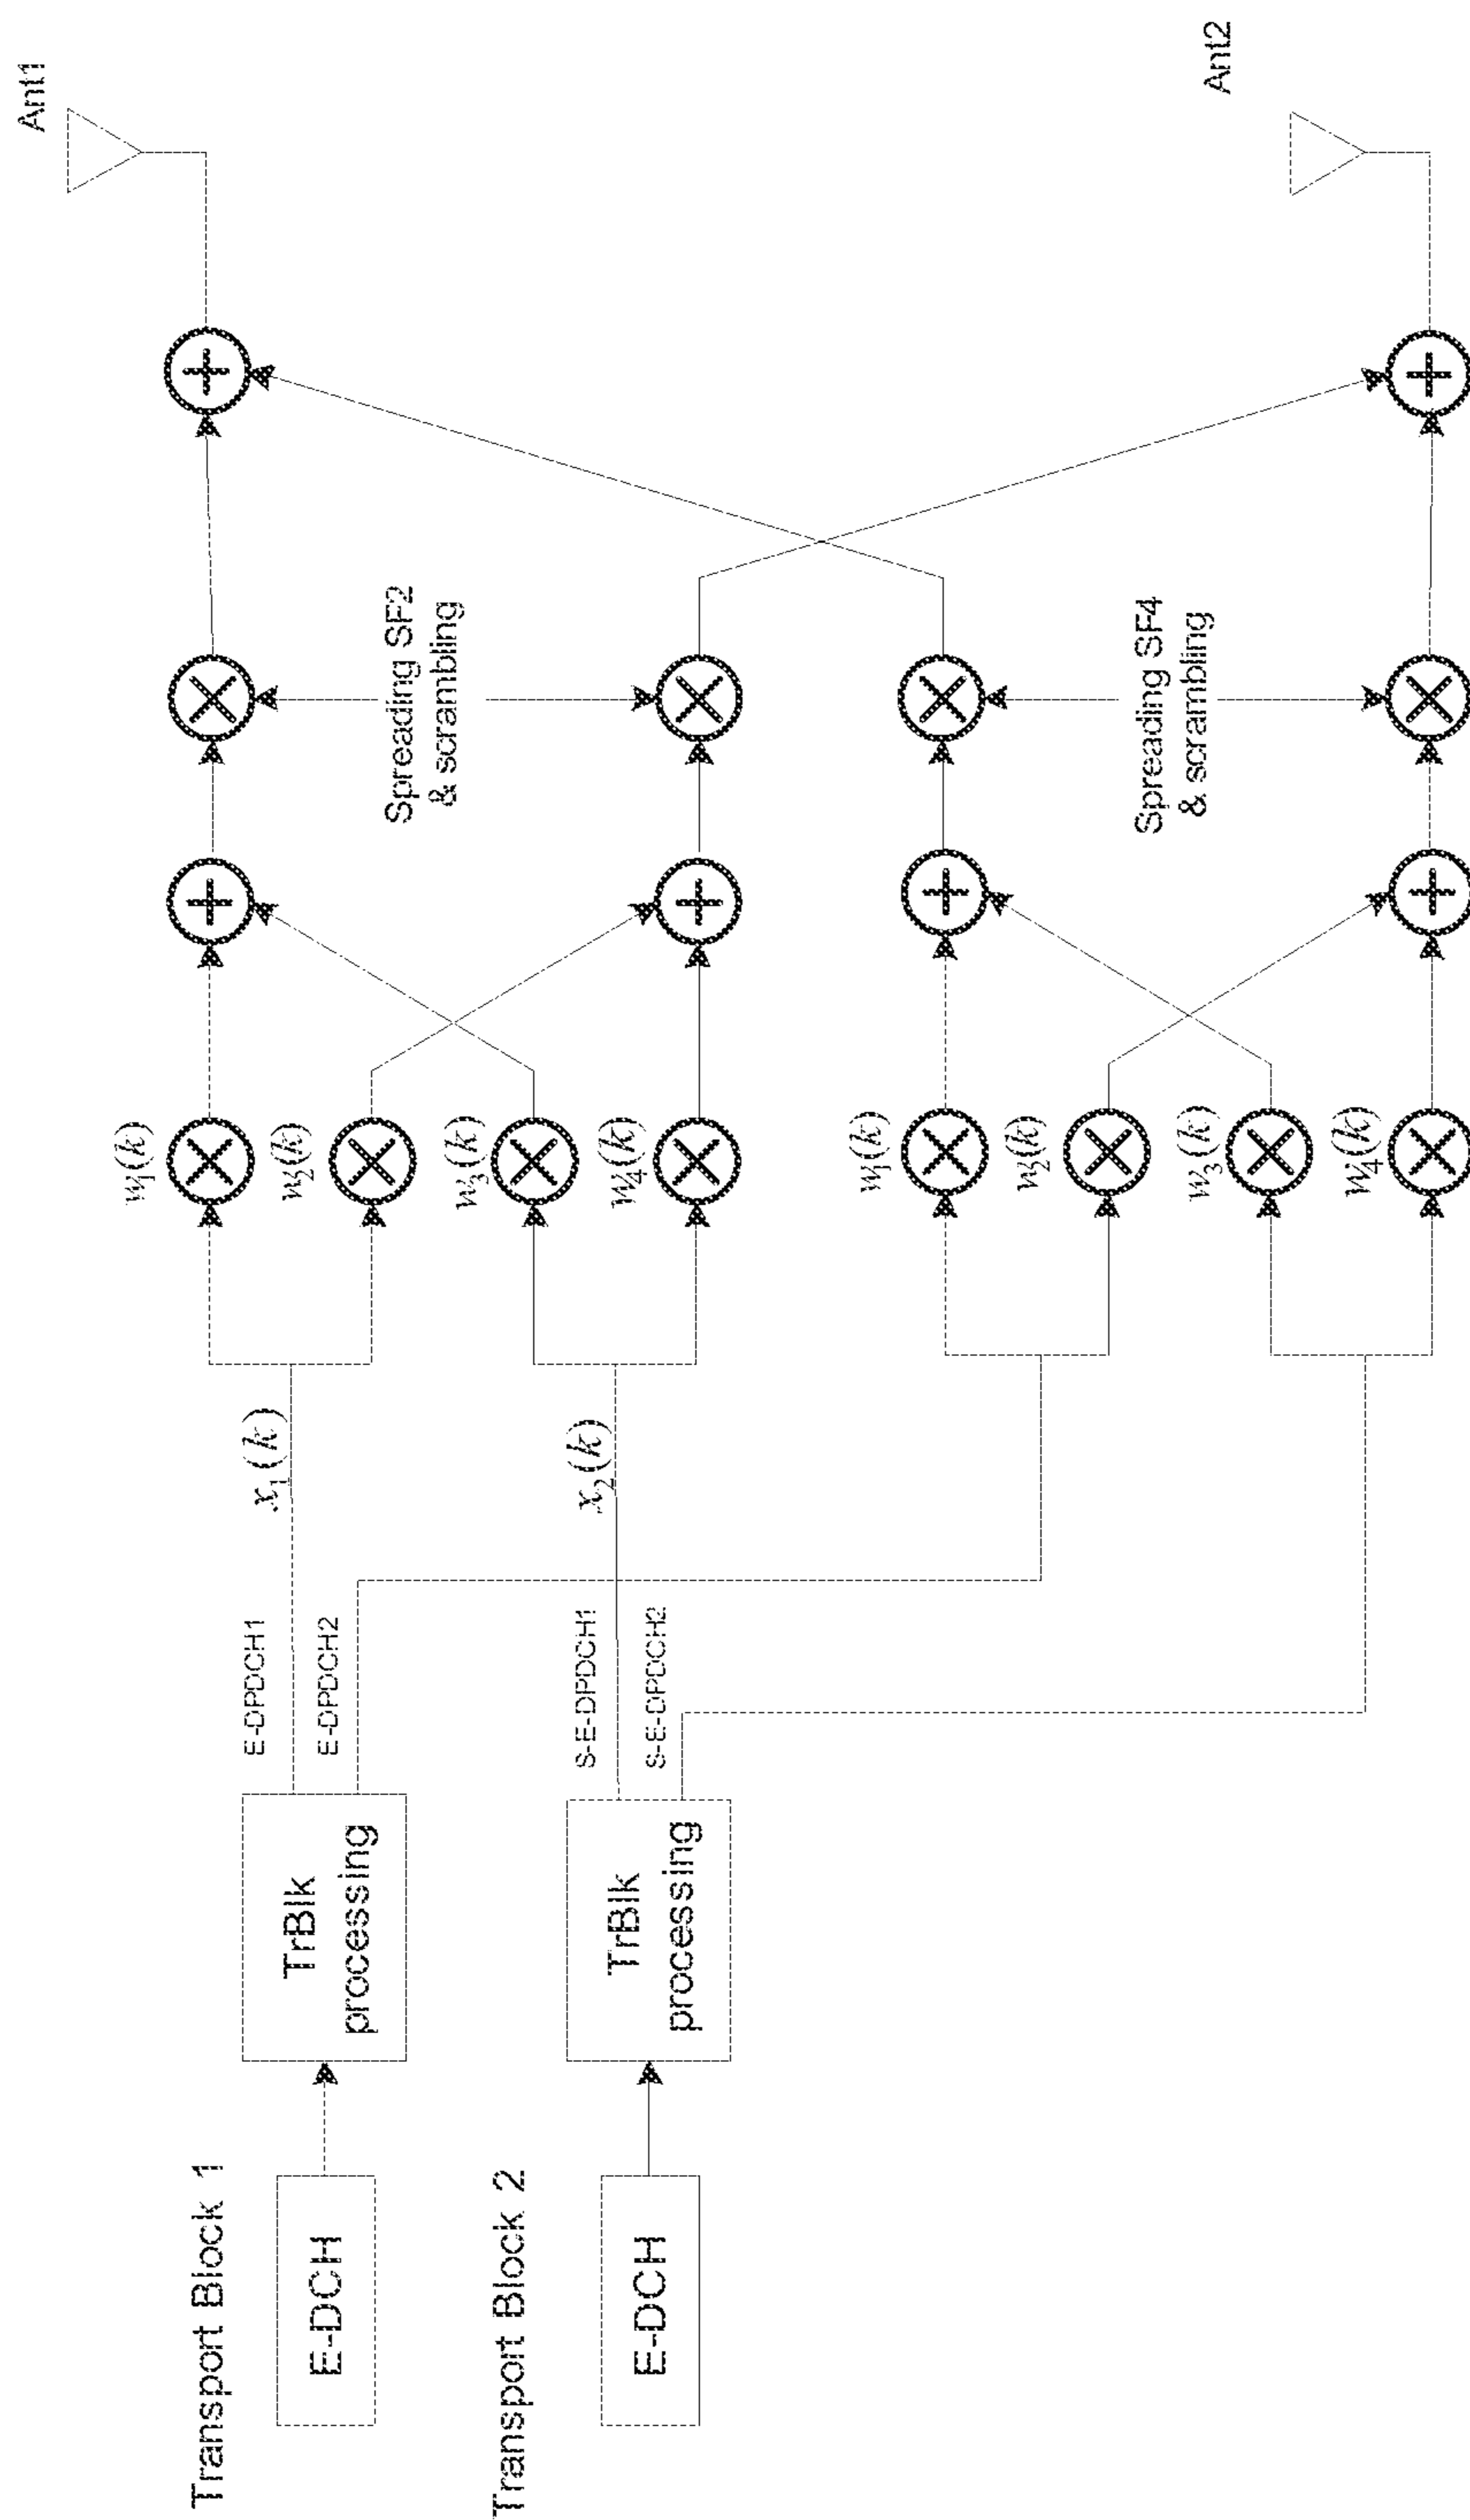 Transport Block 1
E-DCH
TrBlk
processing
E-DPDCH1
E-DPDCH2
x₁(k)
Transport Block 2
E-DCH
TrBlk
processing
S-E-DPDCH1
S-E-DPDCH2
x₂(k)
w₁(k)
w₂(k)
w₃(k)
w₄(k)
w₁(k)
w₂(k)
w₃(k)
w₄(k)
Spreading SF2
& scrambling
Spreading SF4
& scrambling
Ant1
Ant2